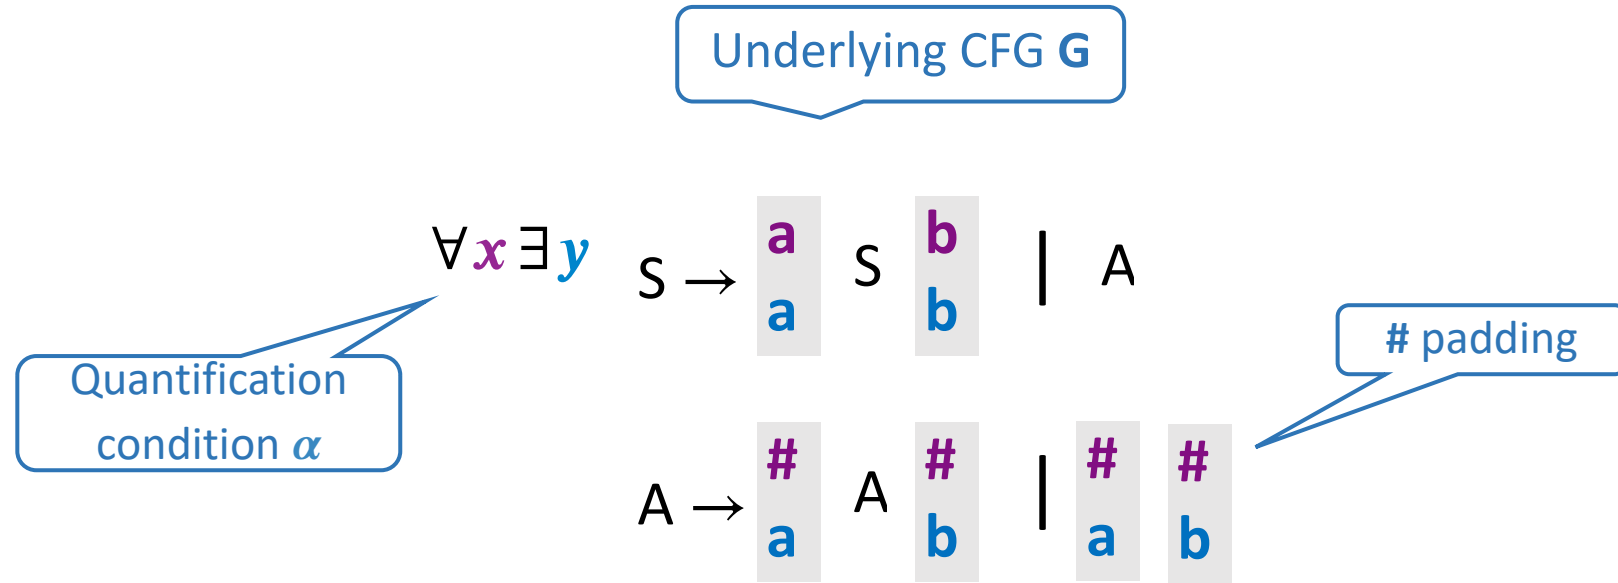 Underlying CFG G
∀x∃y S → a a S b b | A
Quantification
condition α
# padding
A → # a A # b | # a # b